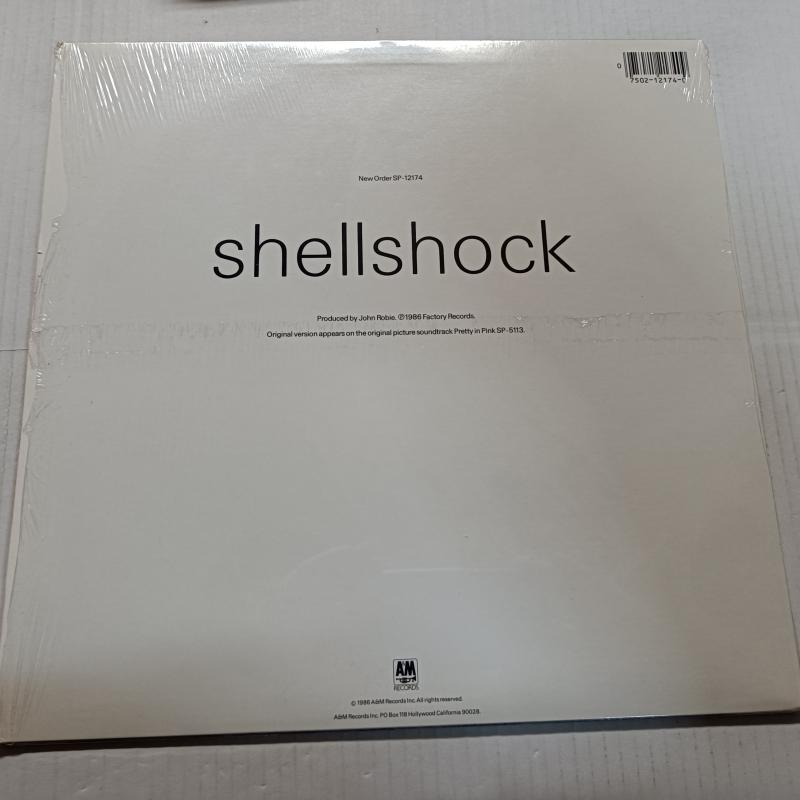 0
7502-12174-
New Order SP-12174
shellshock
Produced by John Robie. ℗1986 Factory Records.
Original version appears on the original picture soundtrack Pretty in Pink SP-5113.
A&M
RECORDS
© 1986 A&M Records Inc. All rights reserved.
A&M Records Inc. PO Box 118 Hollywood California 90028.